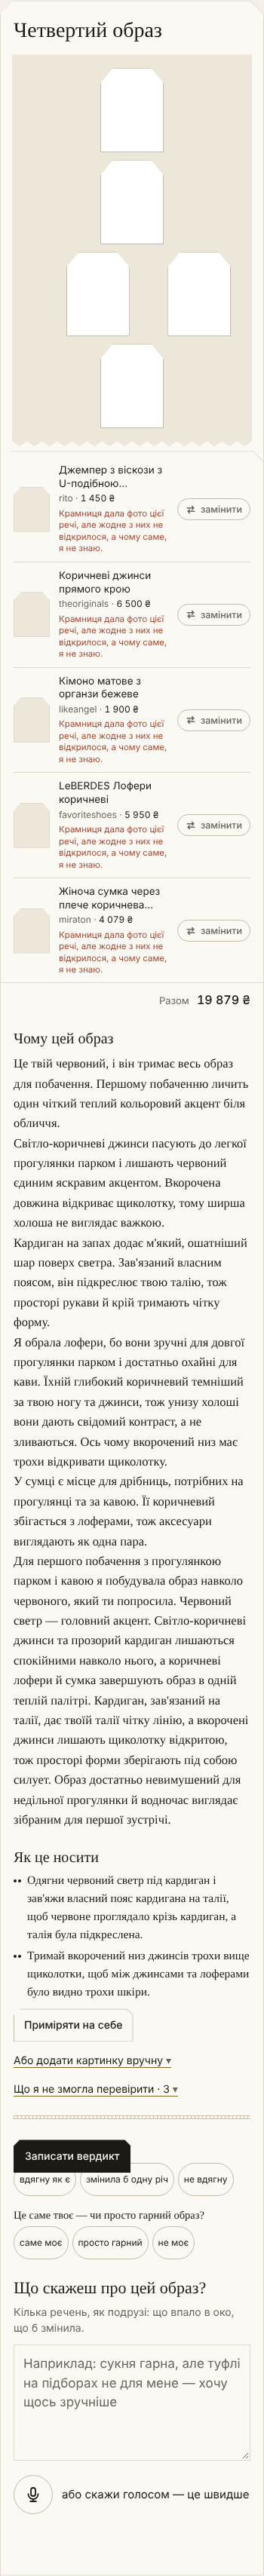 Четвертий образ
Джемпер з віскози з
U-подібною...
rito · 1 450 ₴
Крамниця дала фото цієї
речі, але жодне з них не
відкрилося, а чому саме,
я не знаю.
замінити
Коричневі джинси
прямого крою
theoriginals · 6 500 ₴
Крамниця дала фото цієї
речі, але жодне з них не
відкрилося, а чому саме,
я не знаю.
замінити
Кімоно матове з
органзи бежеве
likeangel · 1 900 ₴
Крамниця дала фото цієї
речі, але жодне з них не
відкрилося, а чому саме,
я не знаю.
замінити
LeBERDES Лофери
коричневі
favoriteshoes · 5 950 ₴
Крамниця дала фото цієї
речі, але жодне з них не
відкрилося, а чому саме,
я не знаю.
замінити
Жіноча сумка через
плече коричнева...
miraton · 4 079 ₴
Крамниця дала фото цієї
речі, але жодне з них не
відкрилося, а чому саме,
я не знаю.
замінити
Разом 19 879 ₴
Чому цей образ
Це твій червоний, і він тримає весь образ
для побачення. Першому побаченню личить
один чіткий теплий кольоровий акцент біля
обличчя.
Світло-коричневі джинси пасують до легкої
прогулянки парком і лишають червоний
єдиним яскравим акцентом. Вкорочена
довжина відкриває щиколотку, тому ширша
холоша не виглядає важкою.
Кардиган на запах додає м'який, ошатніший
шар поверх светра. Зав'язаний власним
поясом, він підкреслює твою талію, тож
просторі рукави й крій тримають чітку
форму.
Я обрала лофери, бо вони зручні для довгої
прогулянки парком і достатньо охайні для
кави. Їхній глибокий коричневий темніший
за твою ногу та джинси, тож унизу холоші
вони дають свідомий контраст, а не
зливаються. Ось чому вкорочений низ має
трохи відкривати щиколотку.
У сумці є місце для дрібниць, потрібних на
прогулянці та за кавою. Її коричневий
збігається з лоферами, тож аксесуари
виглядають як одна пара.
Для першого побачення з прогулянкою
парком і кавою я побудувала образ навколо
червоного, який ти попросила. Червоний
светр — головний акцент. Світло-коричневі
джинси та прозорий кардиган лишаються
спокійними навколо нього, а коричневі
лофери й сумка завершують образ в одній
теплій палітрі. Кардиган, зав'язаний на
талії, дає твоїй талії чітку лінію, а вкорочені
джинси лишають щиколотку відкритою,
тож просторі форми зберігають під собою
силует. Образ достатньо невимушений для
недільної прогулянки й водночас виглядає
зібраним для першої зустрічі.
Як це носити
Одягни червоний светр під кардиган і
зав'яжи власний пояс кардигана на талії,
щоб червоне проглядало крізь кардиган, а
талія була підкреслена.
Тримай вкорочений низ джинсів трохи вище
щиколотки, щоб між джинсами та лоферами
було видно трохи шкіри.
Приміряти на себе
Або додати картинку вручну ▾
Що я не змогла перевірити · 3 ▾
Записати вердикт
вдягну як є
змінила б одну річ
не вдягну
Це саме твоє — чи просто гарний образ?
саме моє
просто гарний
не моє
Що скажеш про цей образ?
Кілька речень, як подрузі: що впало в око,
що б змінила.
Наприклад: сукня гарна, але туфлі
на підборах не для мене — хочу
щось зручніше
або скажи голосом — це швидше